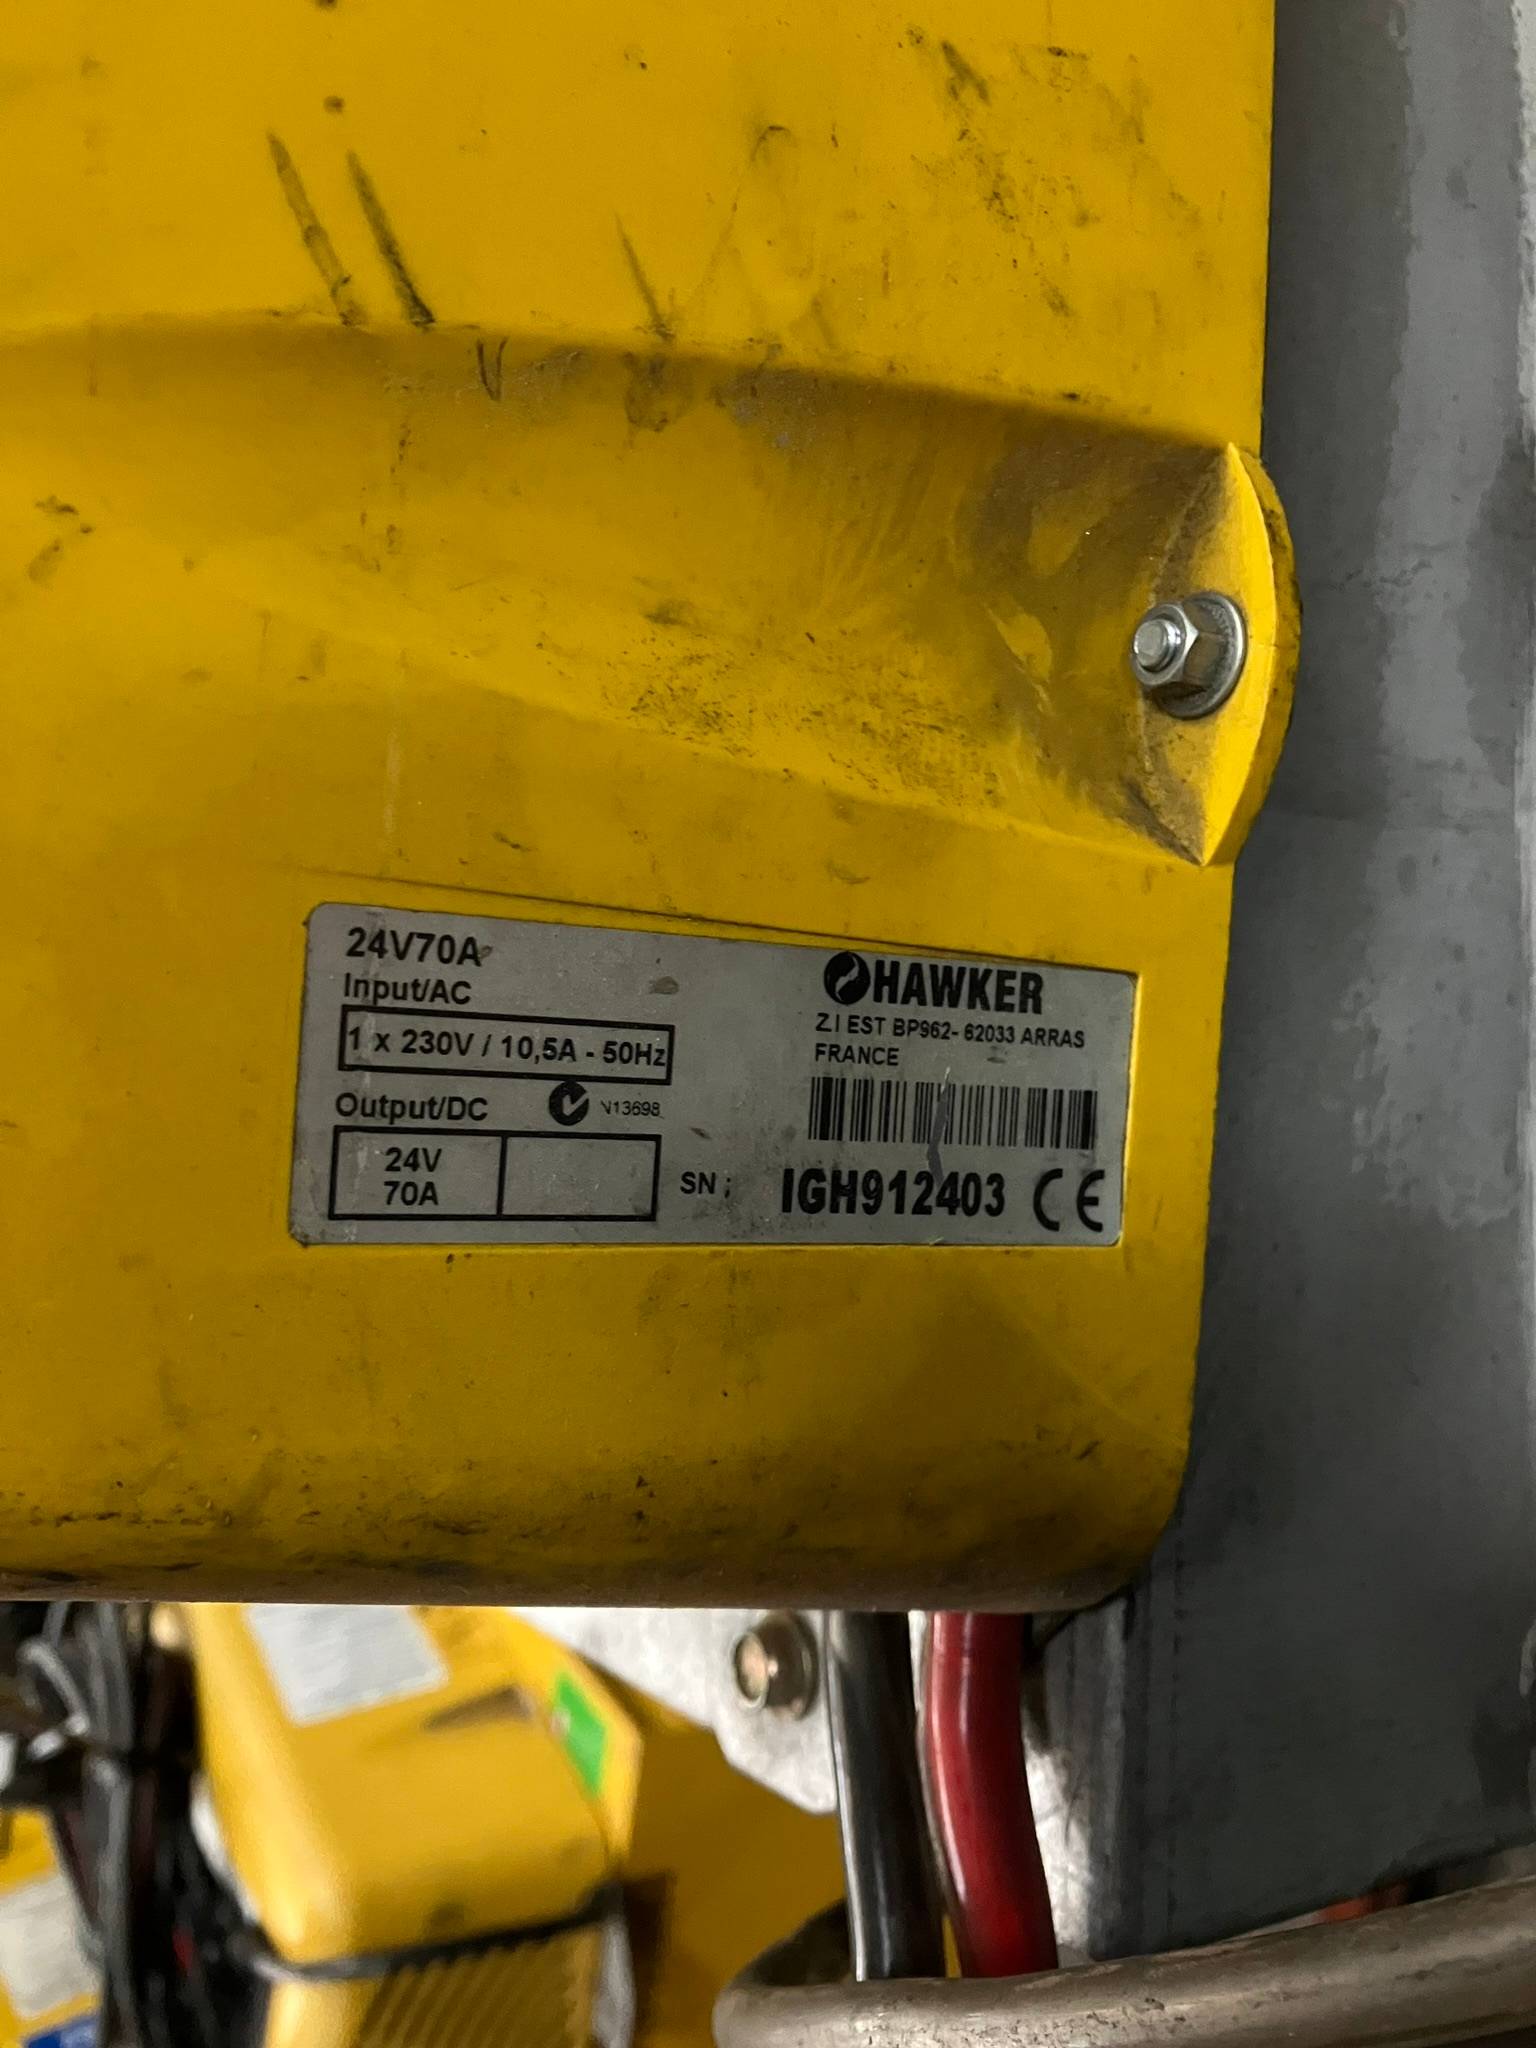 24V70A
Input/AC
1 x 230V / 10,5A - 50Hz
Output/DC
N13698
24V
70A
HAWKER
Z.I EST BP962- 62033 ARRAS
FRANCE
SN :
IGH912403
CE